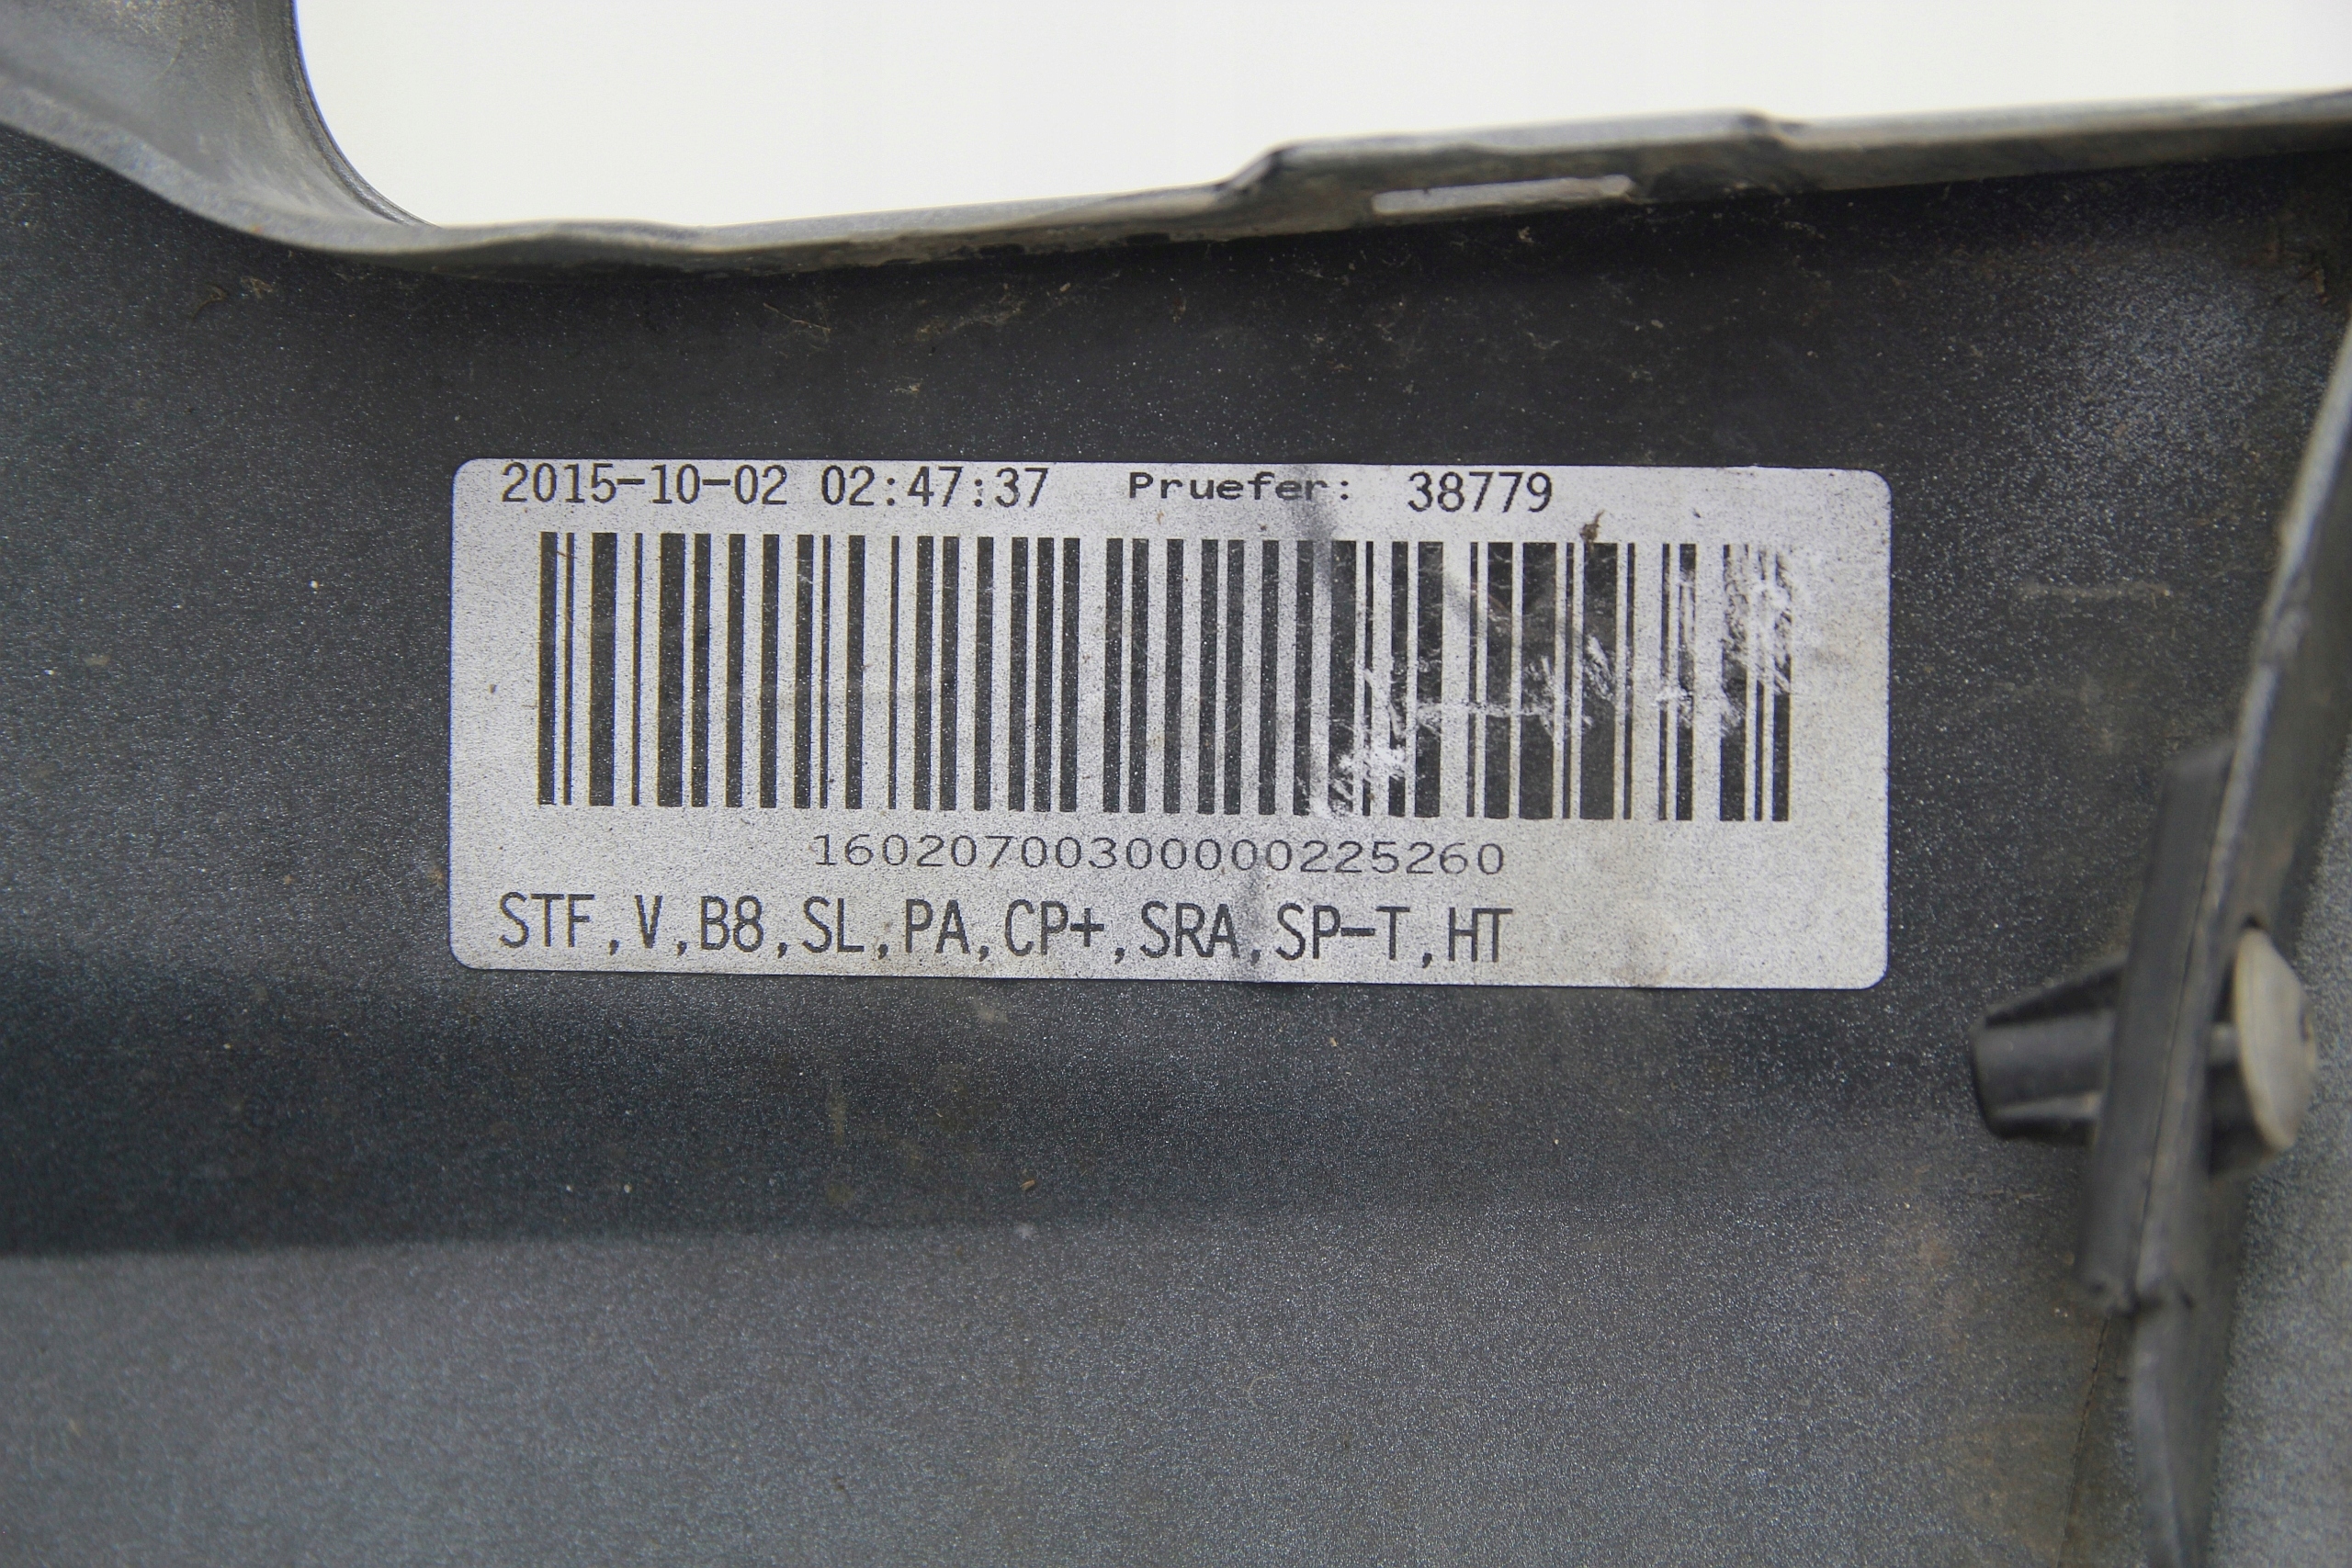 2015-10-02 02:47:37 Pruefer: 38779
16020700300000225260
STF,V,B8,SL,PA,CP+,SRA,SP-T,HT